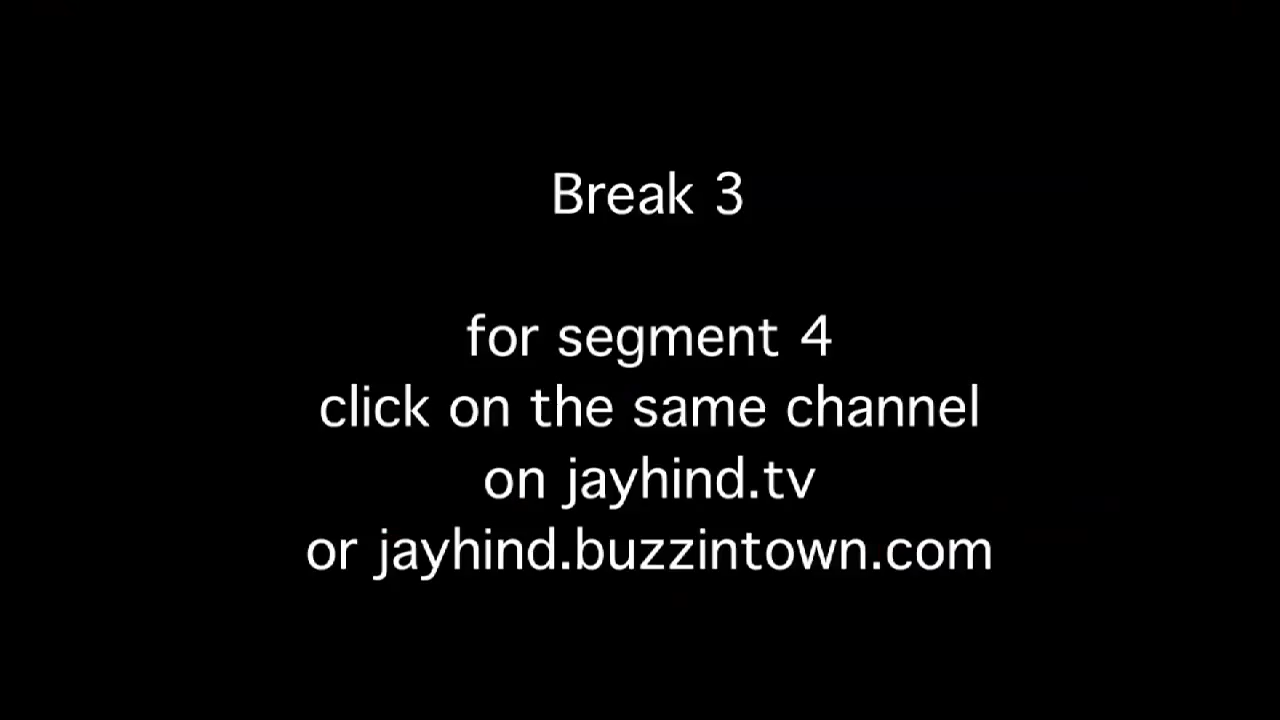 Break 3
for segment 4
click on the same channel
on jayhind.tv
or jayhind.buzzintown.com